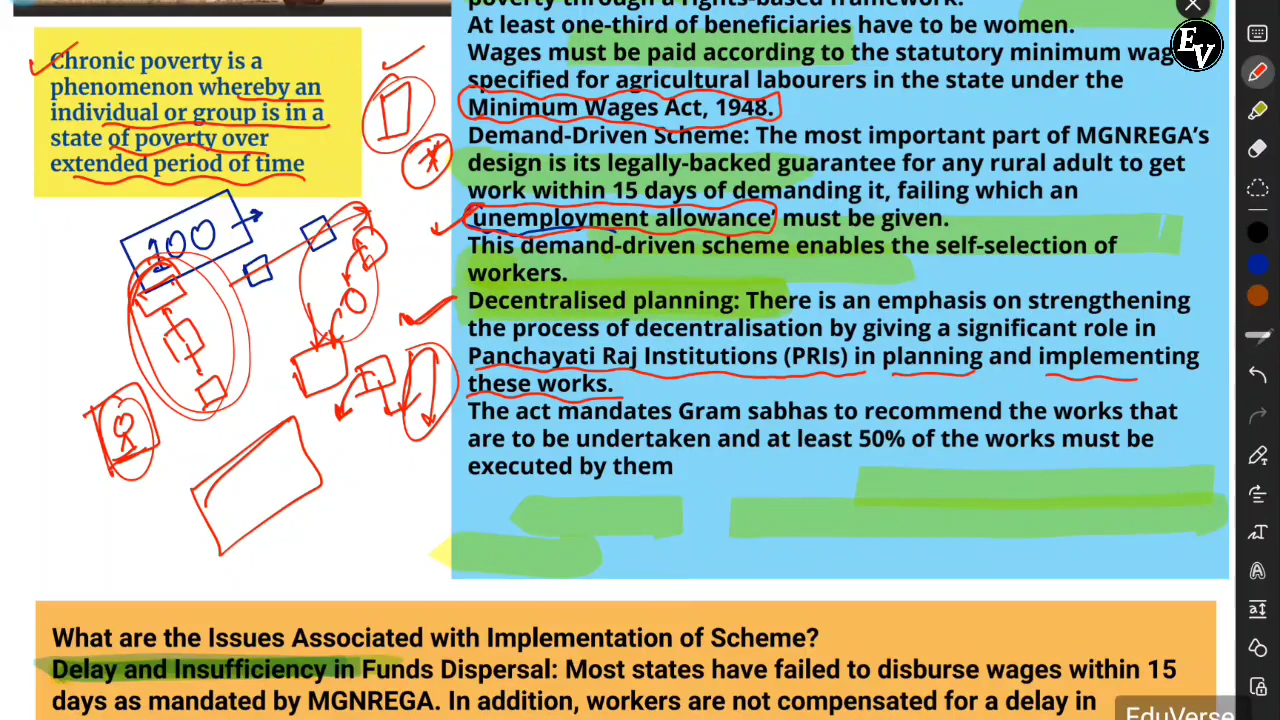 poverty through a rights-based framework.
At least one-third of beneficiaries have to be women.
Wages must be paid according to the statutory minimum wag
specified for agricultural labourers in the state under the
Minimum Wages Act, 1948.
Demand-Driven Scheme: The most important part of MGNREGA's
design is its legally-backed guarantee for any rural adult to get
work within 15 days of demanding it, failing which an
'unemployment allowance' must be given.
This demand-driven scheme enables the self-selection of
workers.
Decentralised planning: There is an emphasis on strengthening
the process of decentralisation by giving a significant role in
Panchayati Raj Institutions (PRIs) in planning and implementing
these works.
The act mandates Gram sabhas to recommend the works that
are to be undertaken and at least 50% of the works must be
executed by them
Chronic poverty is a
phenomenon whereby an
individual or group is in a
state of poverty over
extended period of time
100
EV
What are the Issues Associated with Implementation of Scheme?
Delay and Insufficiency in Funds Dispersal: Most states have failed to disburse wages within 15
days as mandated by MGNREGA. In addition, workers are not compensated for a delay in
EduVerse